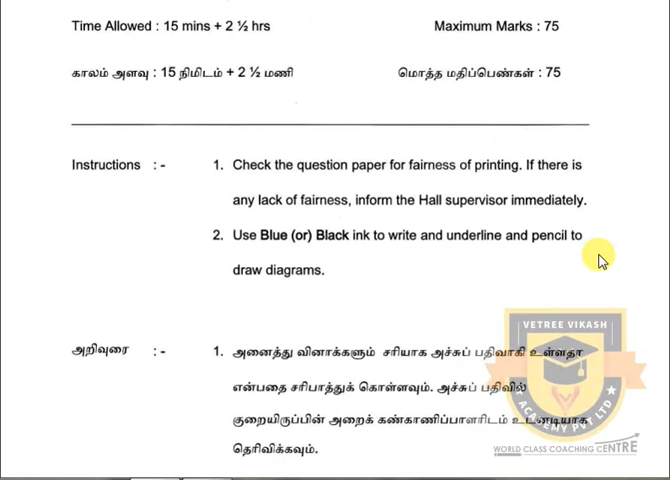 Time Allowed : 15 mins + 2 ½ hrs Maximum Marks : 75
காலம் அளவு : 15 நிமிடம் + 2 ½ மணி மொத்த மதிப்பெண்கள் : 75
Instructions :- 1. Check the question paper for fairness of printing. If there is
any lack of fairness, inform the Hall supervisor immediately.
2. Use Blue (or) Black ink to write and underline and pencil to
draw diagrams.
அறிவுரை :- 1. அனைத்து வினாக்களும் சரியாக அச்சுப் பதிவாகி உள்ளதா
என்பதை சரிபாத்துக் கொள்ளவும். அச்சுப் பதிவில்
குறையிருப்பின் அறைக் கண்காணிப்பாளரிடம் உடனடியாக
தெரிவிக்கவும்.
VETREE VIKASH
ACADEMY PVT LTD
WORLD CLASS COACHING CENTRE